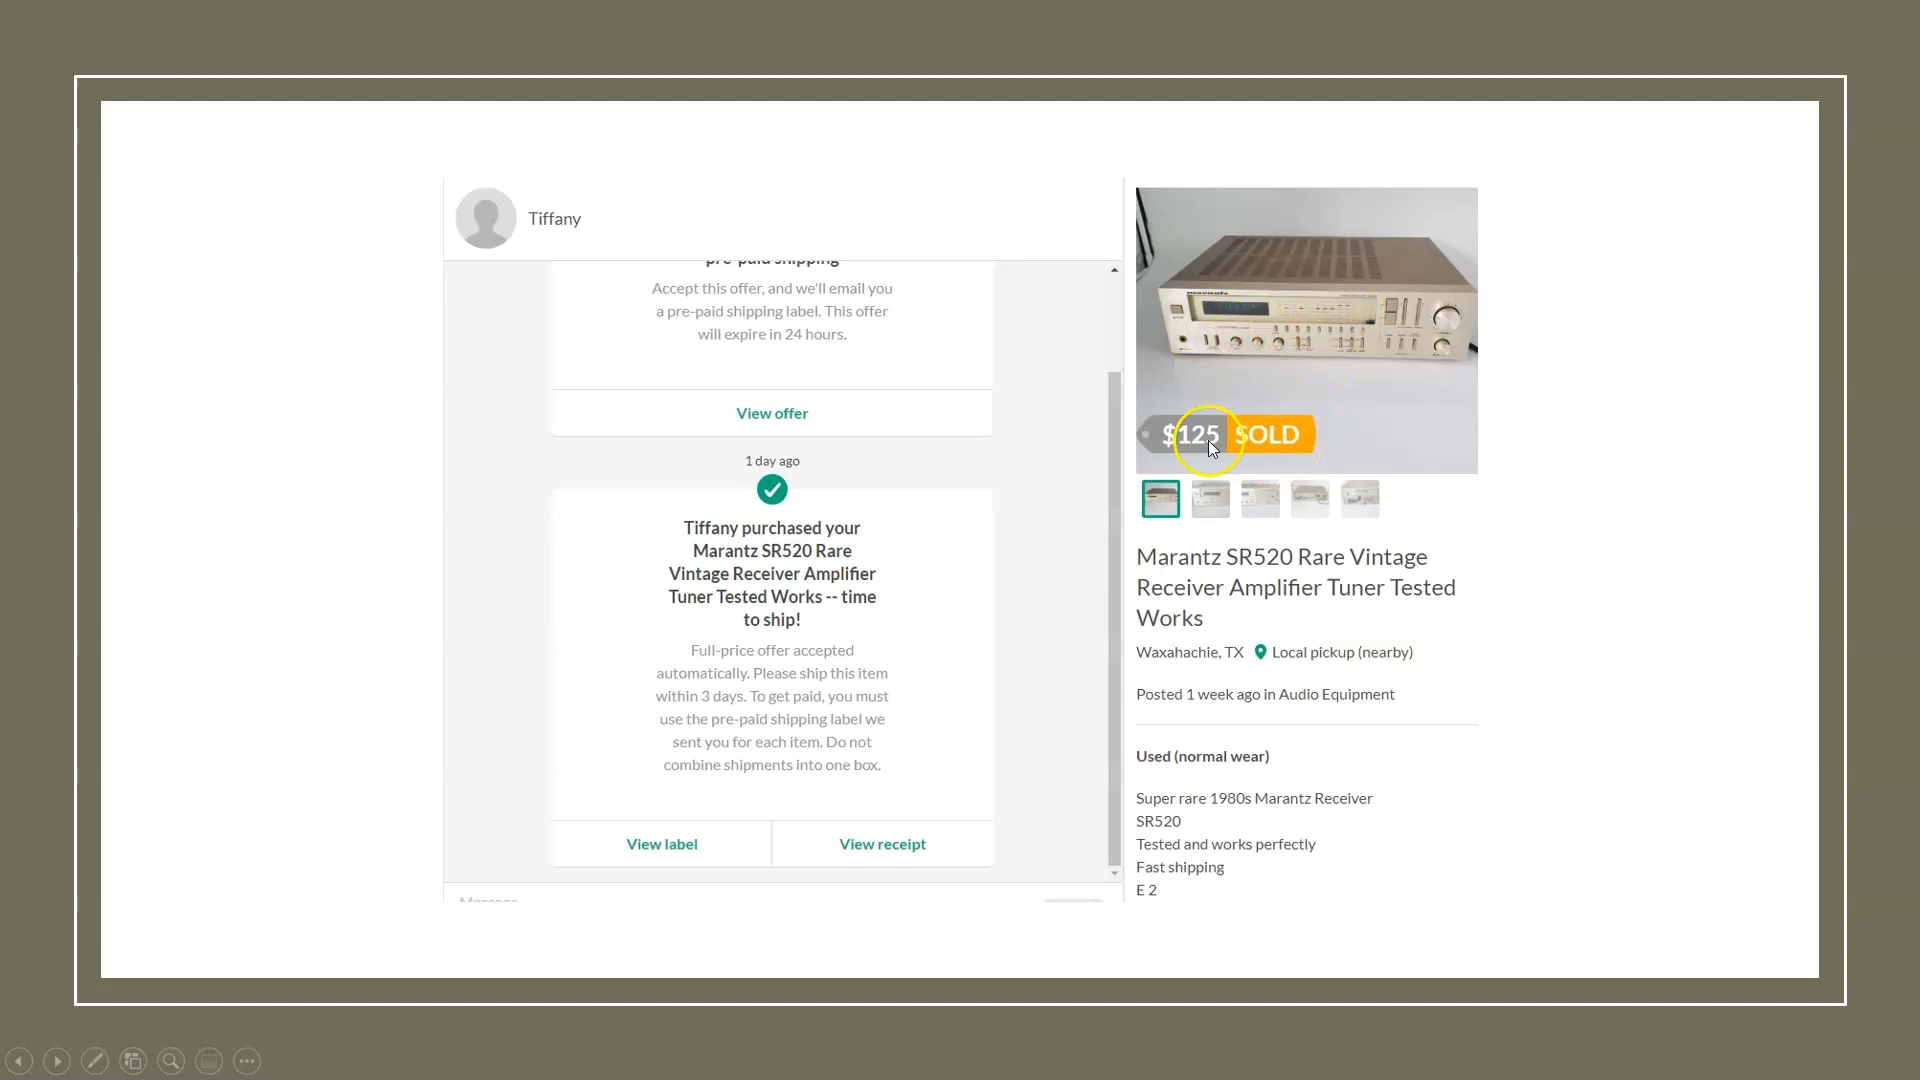 Tiffany
pre-paid shipping
Accept this offer, and we'll email you
a pre-paid shipping label. This offer
will expire in 24 hours.
View offer
1 day ago
Tiffany purchased your
Marantz SR520 Rare
Vintage Receiver Amplifier
Tuner Tested Works -- time
to ship!
Full-price offer accepted
automatically. Please ship this item
within 3 days. To get paid, you must
use the pre-paid shipping label we
sent you for each item. Do not
combine shipments into one box.
View label
View receipt
Message
marantz
$125 SOLD
Marantz SR520 Rare Vintage
Receiver Amplifier Tuner Tested
Works
Waxahachie, TX Local pickup (nearby)
Posted 1 week ago in Audio Equipment
Used (normal wear)
Super rare 1980s Marantz Receiver
SR520
Tested and works perfectly
Fast shipping
E 2